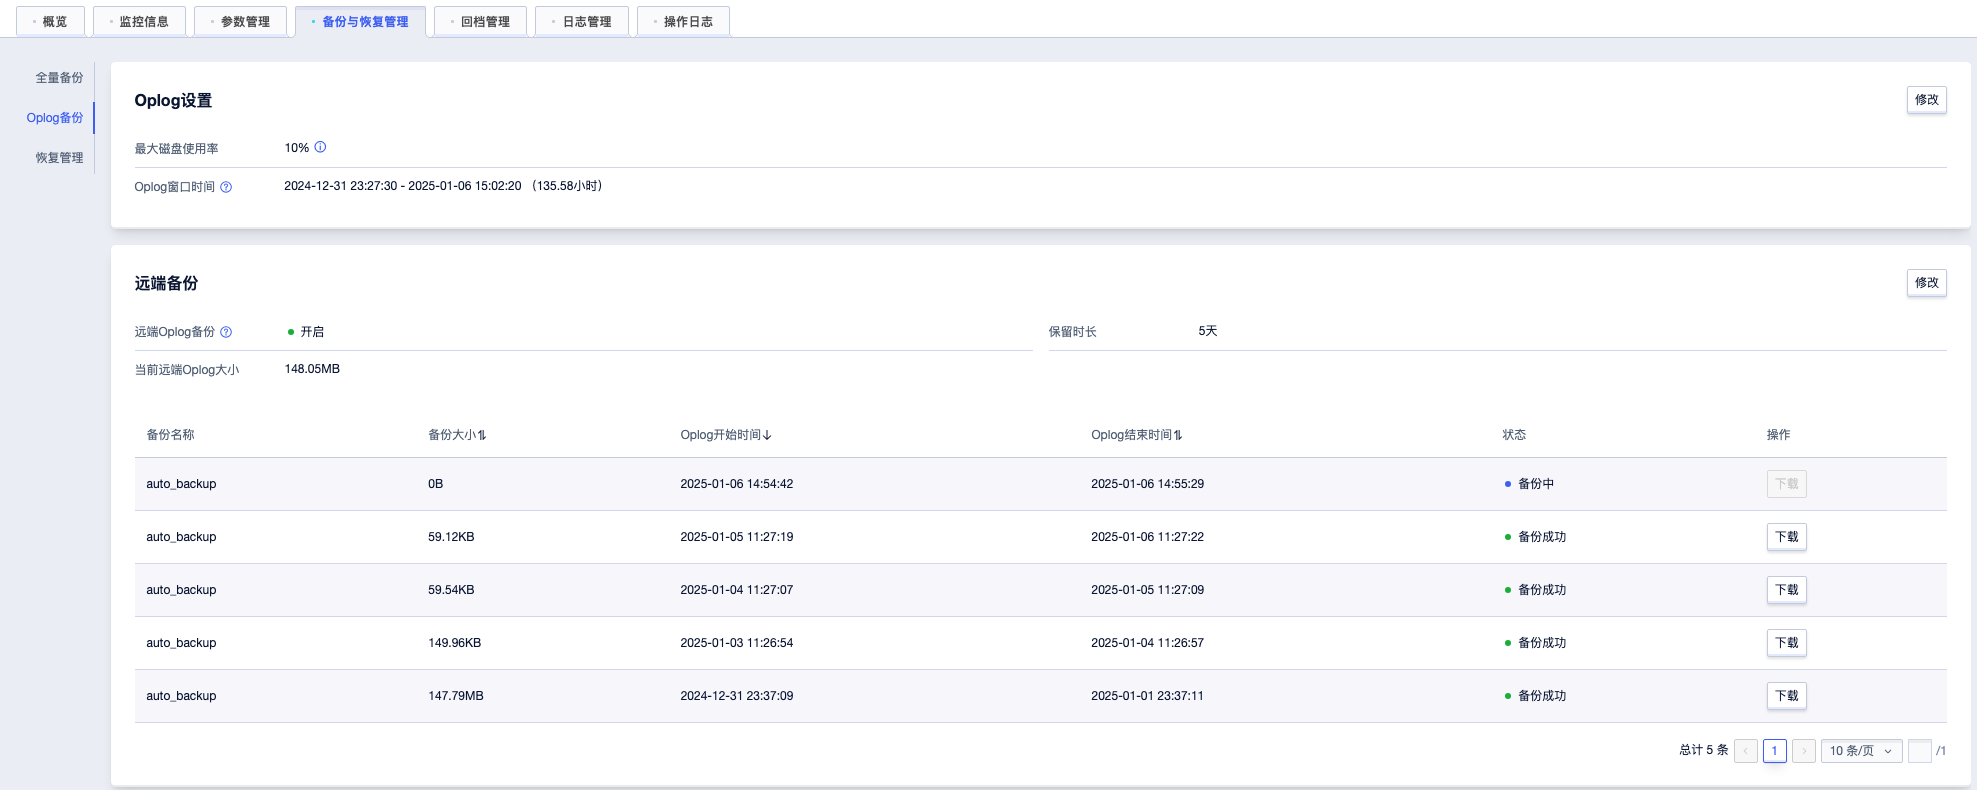 概览 监控信息 参数管理 备份与恢复管理 回档管理 日志管理 操作日志
全量备份
Oplog备份
恢复管理
Oplog设置 修改
最大磁盘使用率 10%
Oplog窗口时间 2024-12-31 23:27:30 - 2025-01-06 15:02:20 （135.58小时）
远端备份 修改
远端Oplog备份 开启 保留时长 5天
当前远端Oplog大小 148.05MB
备份名称 备份大小 Oplog开始时间 Oplog结束时间 状态 操作
auto_backup 0B 2025-01-06 14:54:42 2025-01-06 14:55:29 备份中 下载
auto_backup 59.12KB 2025-01-05 11:27:19 2025-01-06 11:27:22 备份成功 下载
auto_backup 59.54KB 2025-01-04 11:27:07 2025-01-05 11:27:09 备份成功 下载
auto_backup 149.96KB 2025-01-03 11:26:54 2025-01-04 11:26:57 备份成功 下载
auto_backup 147.79MB 2024-12-31 23:37:09 2025-01-01 23:37:11 备份成功 下载
总计 5 条 1 10 条/页 /1